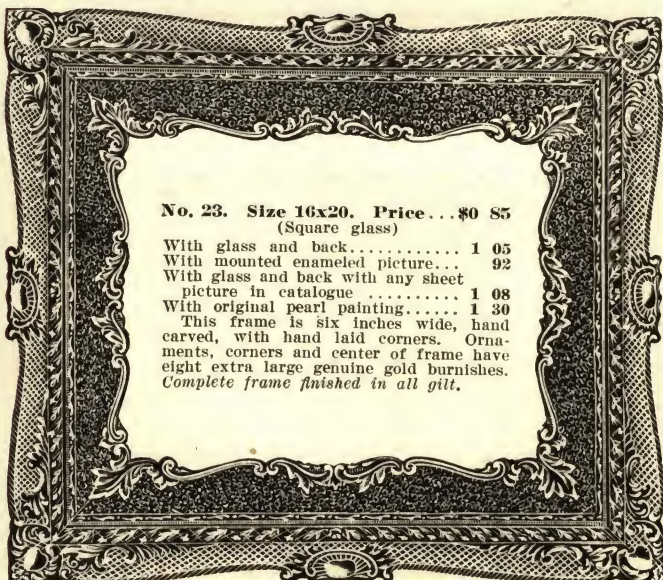 No. 23. Size 16x20. Price...$0 85
(Square glass)
With glass and back............ 1 05
With mounted enameled picture... 92
With glass and back with any sheet
picture in catalogue .......... 1 08
With original pearl painting...... 1 30
This frame is six inches wide, hand
carved, with hand laid corners. Orna-
ments, corners and center of frame have
eight extra large genuine gold burnishes.
Complete frame finished in all gilt.